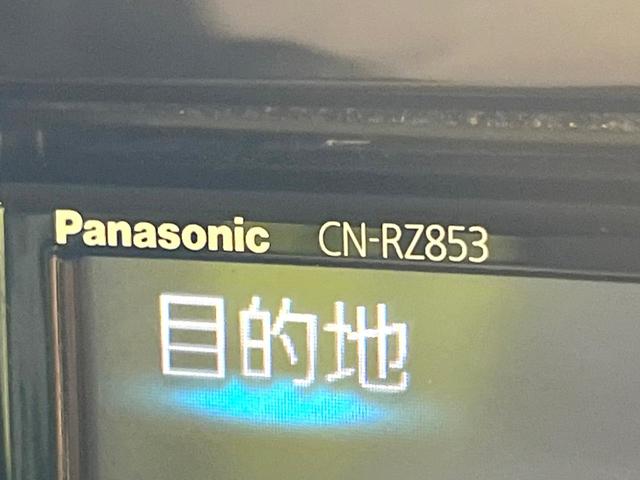 Panasonic CN-RZ853
目的地